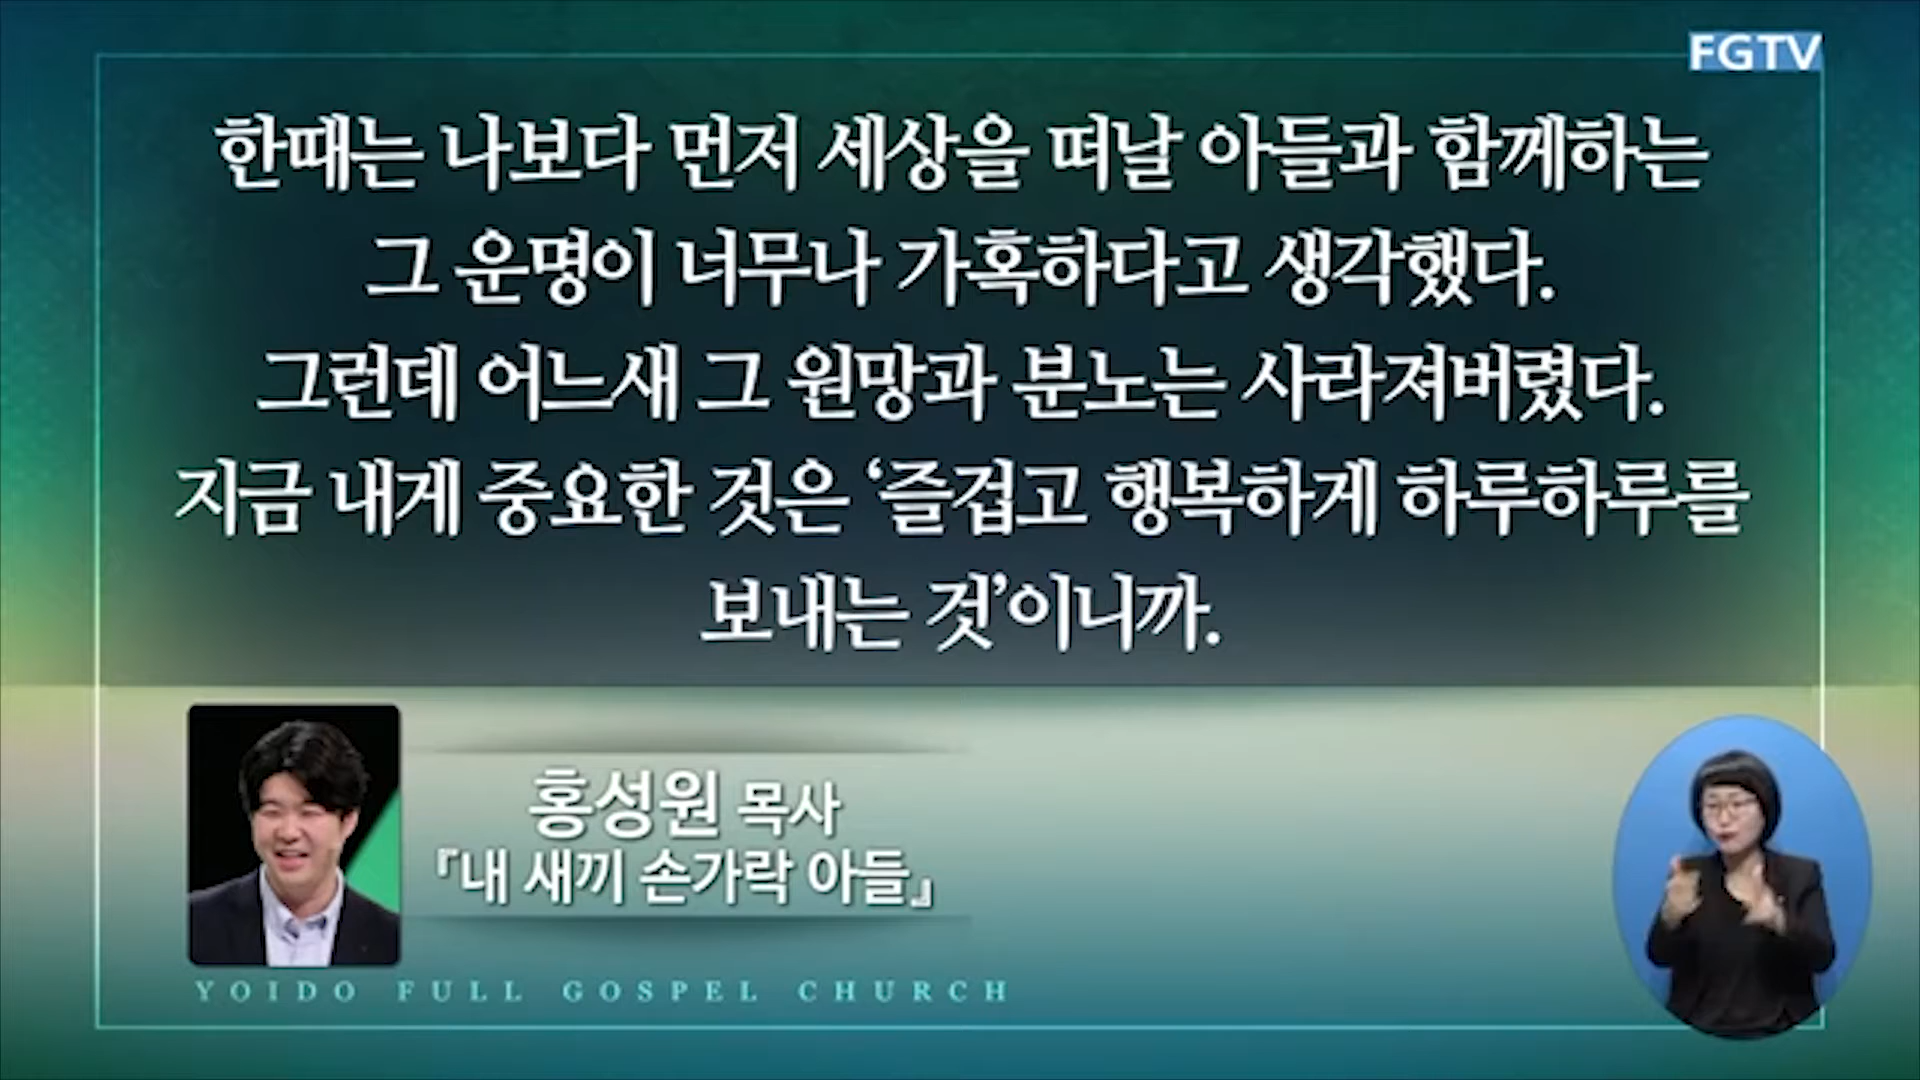 FGTV
한때는 나보다 먼저 세상을 떠날 아들과 함께하는
그 운명이 너무나 가혹하다고 생각했다.
그런데 어느새 그 원망과 분노는 사라져버렸다.
지금 내게 중요한 것은 ‘즐겁고 행복하게 하루하루를
보내는 것’이니까.
홍성원 목사
『내 새끼 손가락 아들』
YOIDO FULL GOSPEL CHURCH